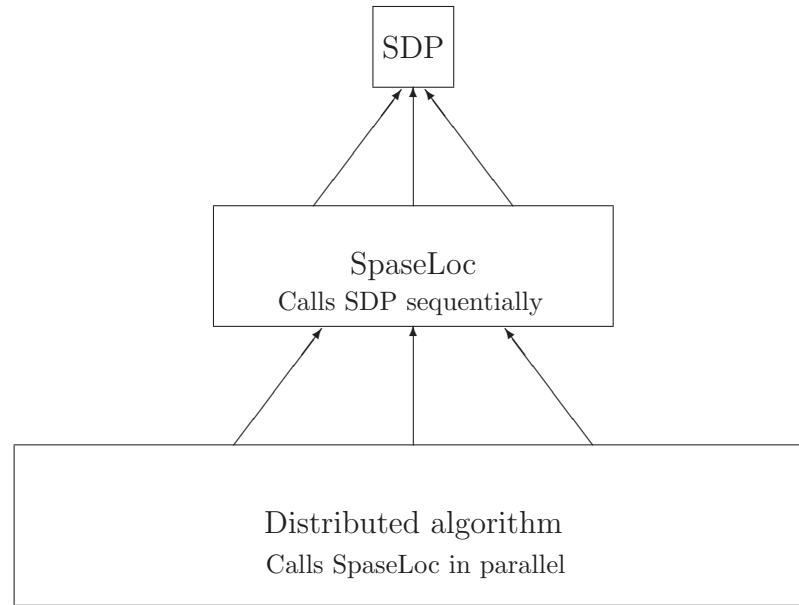 SDP
SpaseLoc
Calls SDP sequentially
Distributed algorithm
Calls SpaseLoc in parallel